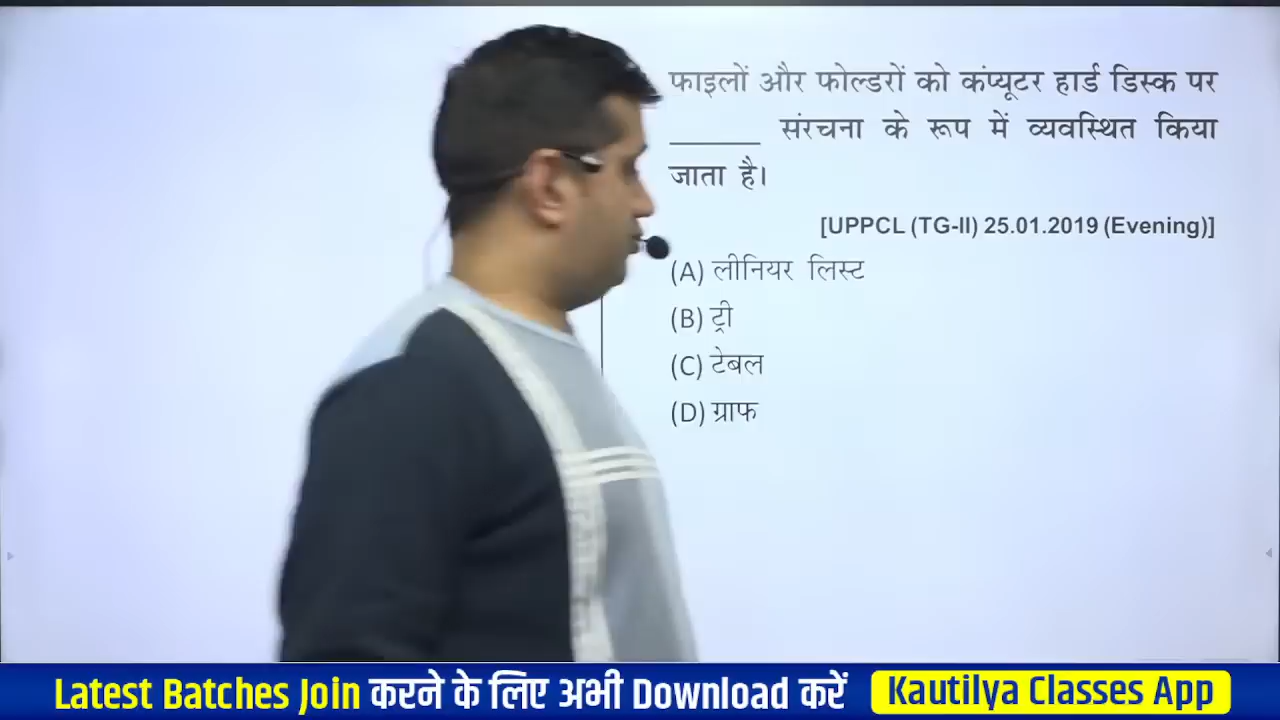 फाइलों और फोल्डरों को कंप्यूटर हार्ड डिस्क पर
______ संरचना के रूप में व्यवस्थित किया
जाता है।
[UPPCL (TG-II) 25.01.2019 (Evening)]
(A) लीनियर लिस्ट
(B) ट्री
(C) टेबल
(D) ग्राफ
Latest Batches Join करने के लिए अभी Download करें Kautilya Classes App